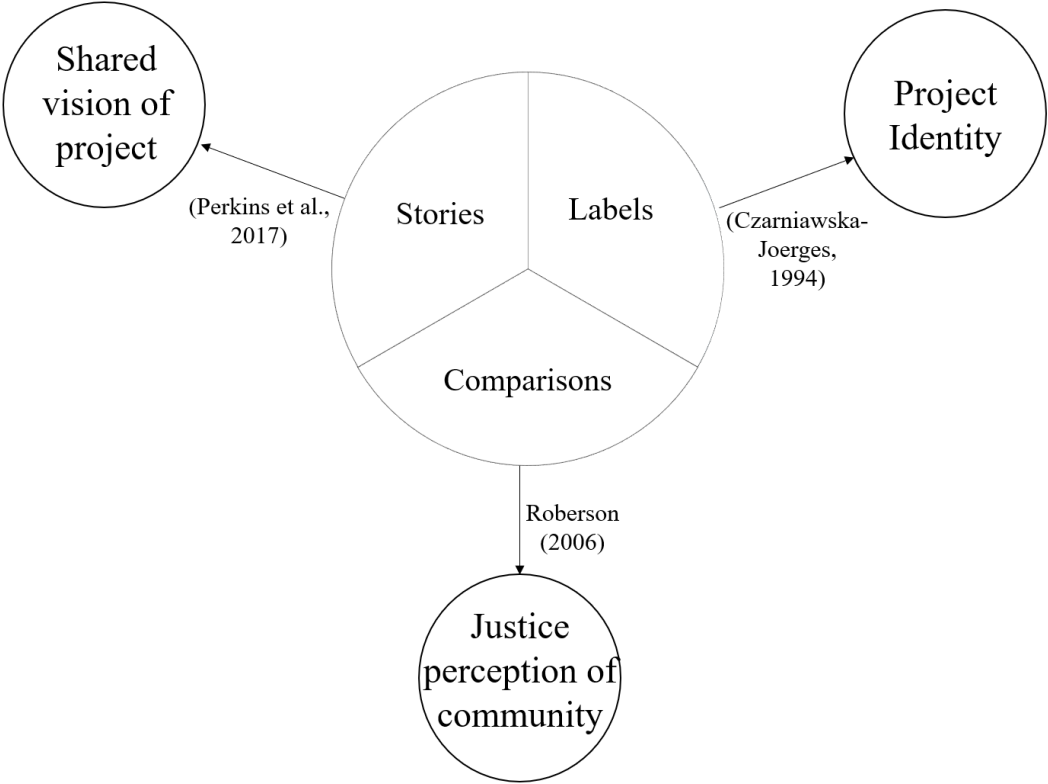 Shared
vision of
project
Project
Identity
Stories
Labels
(Perkins et al.,
2017)
(Czarniawska-
Joerges,
1994)
Comparisons
Roberson
(2006)
Justice
perception of
community